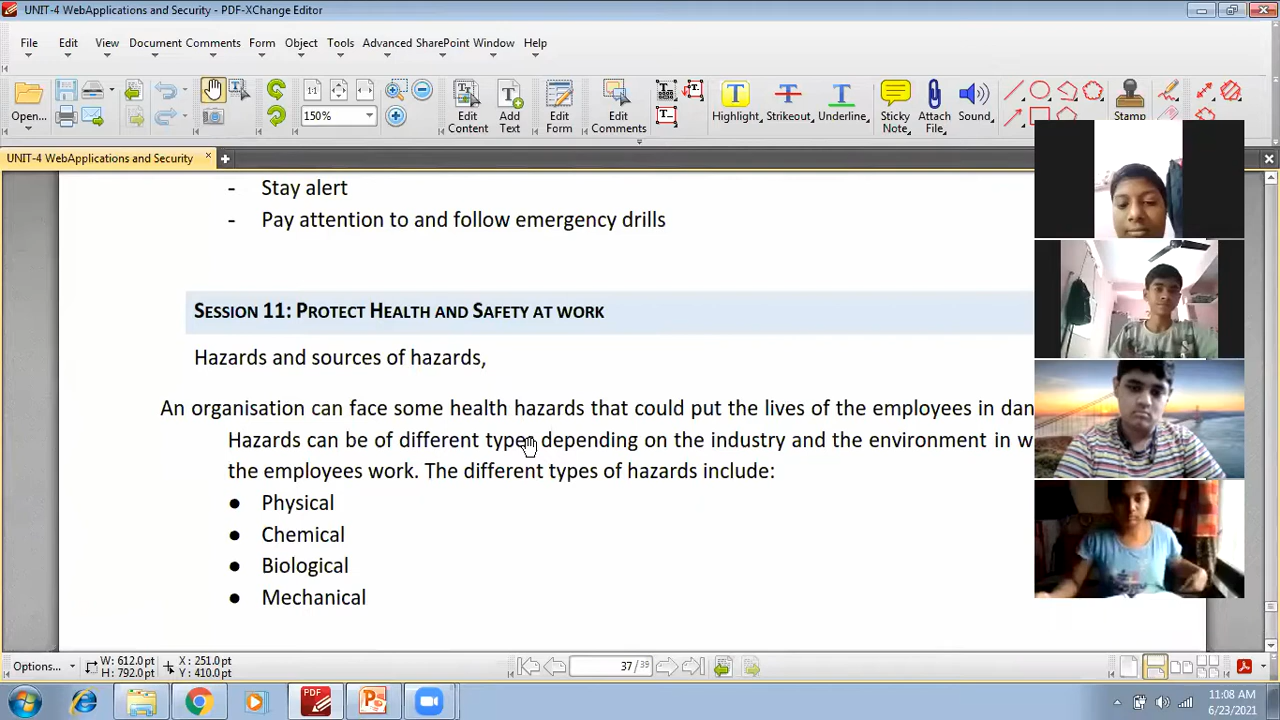 UNIT-4 WebApplications and Security - PDF-XChange Editor
File Edit View Document Comments Form Object Tools Advanced SharePoint Window Help
Open... 1:1 150% Edit Content Add Text Edit Form Edit Comments Highlight Strikeout Underline Sticky Note Attach File Sound Stamp
UNIT-4 WebApplications and Security
- Stay alert
- Pay attention to and follow emergency drills
SESSION 11: PROTECT HEALTH AND SAFETY AT WORK
Hazards and sources of hazards,
An organisation can face some health hazards that could put the lives of the employees in dan
Hazards can be of different types depending on the industry and the environment in w
the employees work. The different types of hazards include:
● Physical
● Chemical
● Biological
● Mechanical
Options... W: 612.0 pt X: 251.0 pt 37 / 39
H: 792.0 pt Y: 410.0 pt
PDF 11:08 AM
6/23/2021